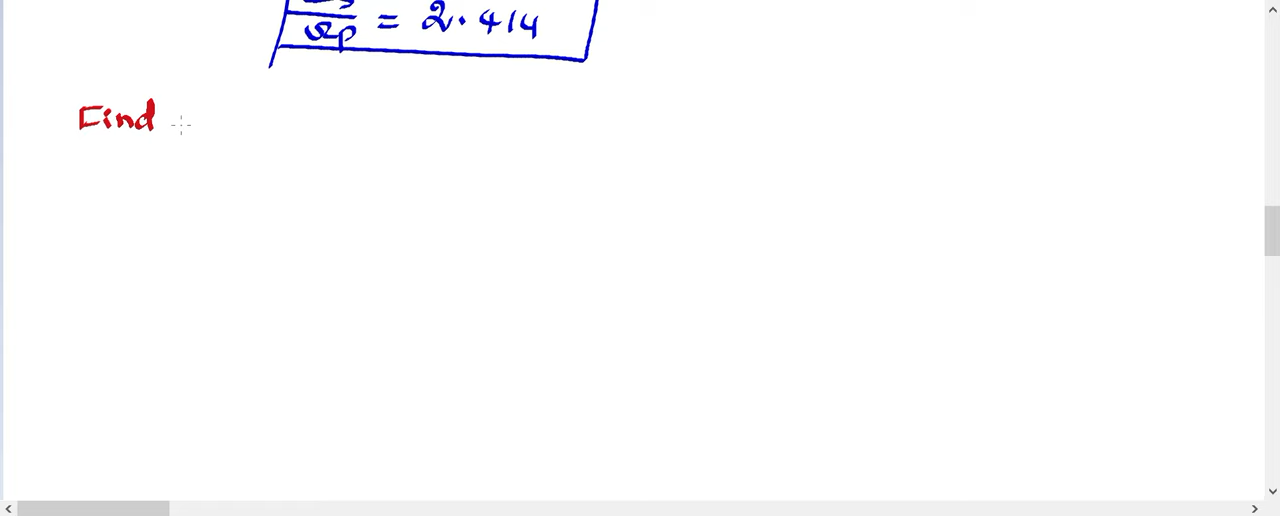 Ωp = 2.414
Find